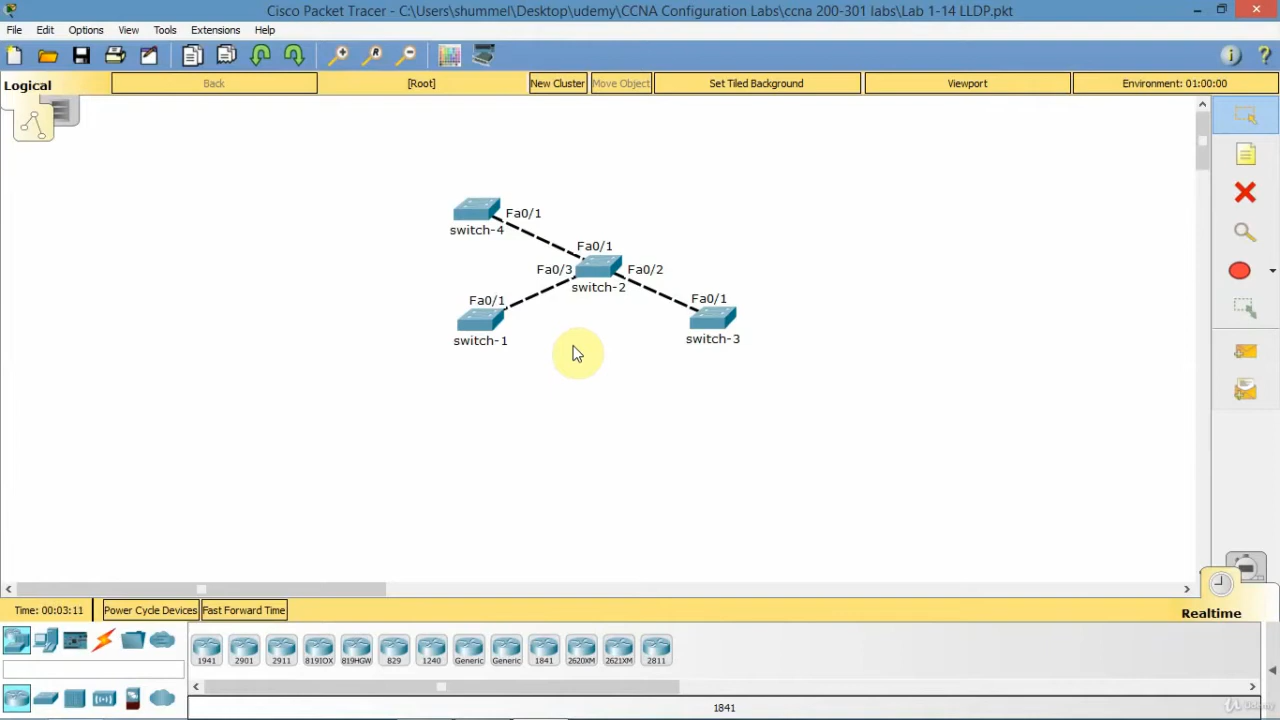 Cisco Packet Tracer - C:\Users\shummel\Desktop\udemy\CCNA Configuration Labs\ccna 200-301 labs\Lab 1-14 LLDP.pkt
File Edit Options View Tools Extensions Help
Logical Back [Root] New Cluster Move Object Set Tiled Background Viewport Environment: 01:00:00
Fa0/1
switch-4
Fa0/1
Fa0/3 Fa0/2
switch-2
Fa0/1 Fa0/1
switch-1 switch-3
Time: 00:03:11 Power Cycle Devices Fast Forward Time
Realtime
1941 2901 2911 819IOX 819HGW 829 1240 Generic Generic 1841 2620XM 2621XM 2811
1841
Udemy